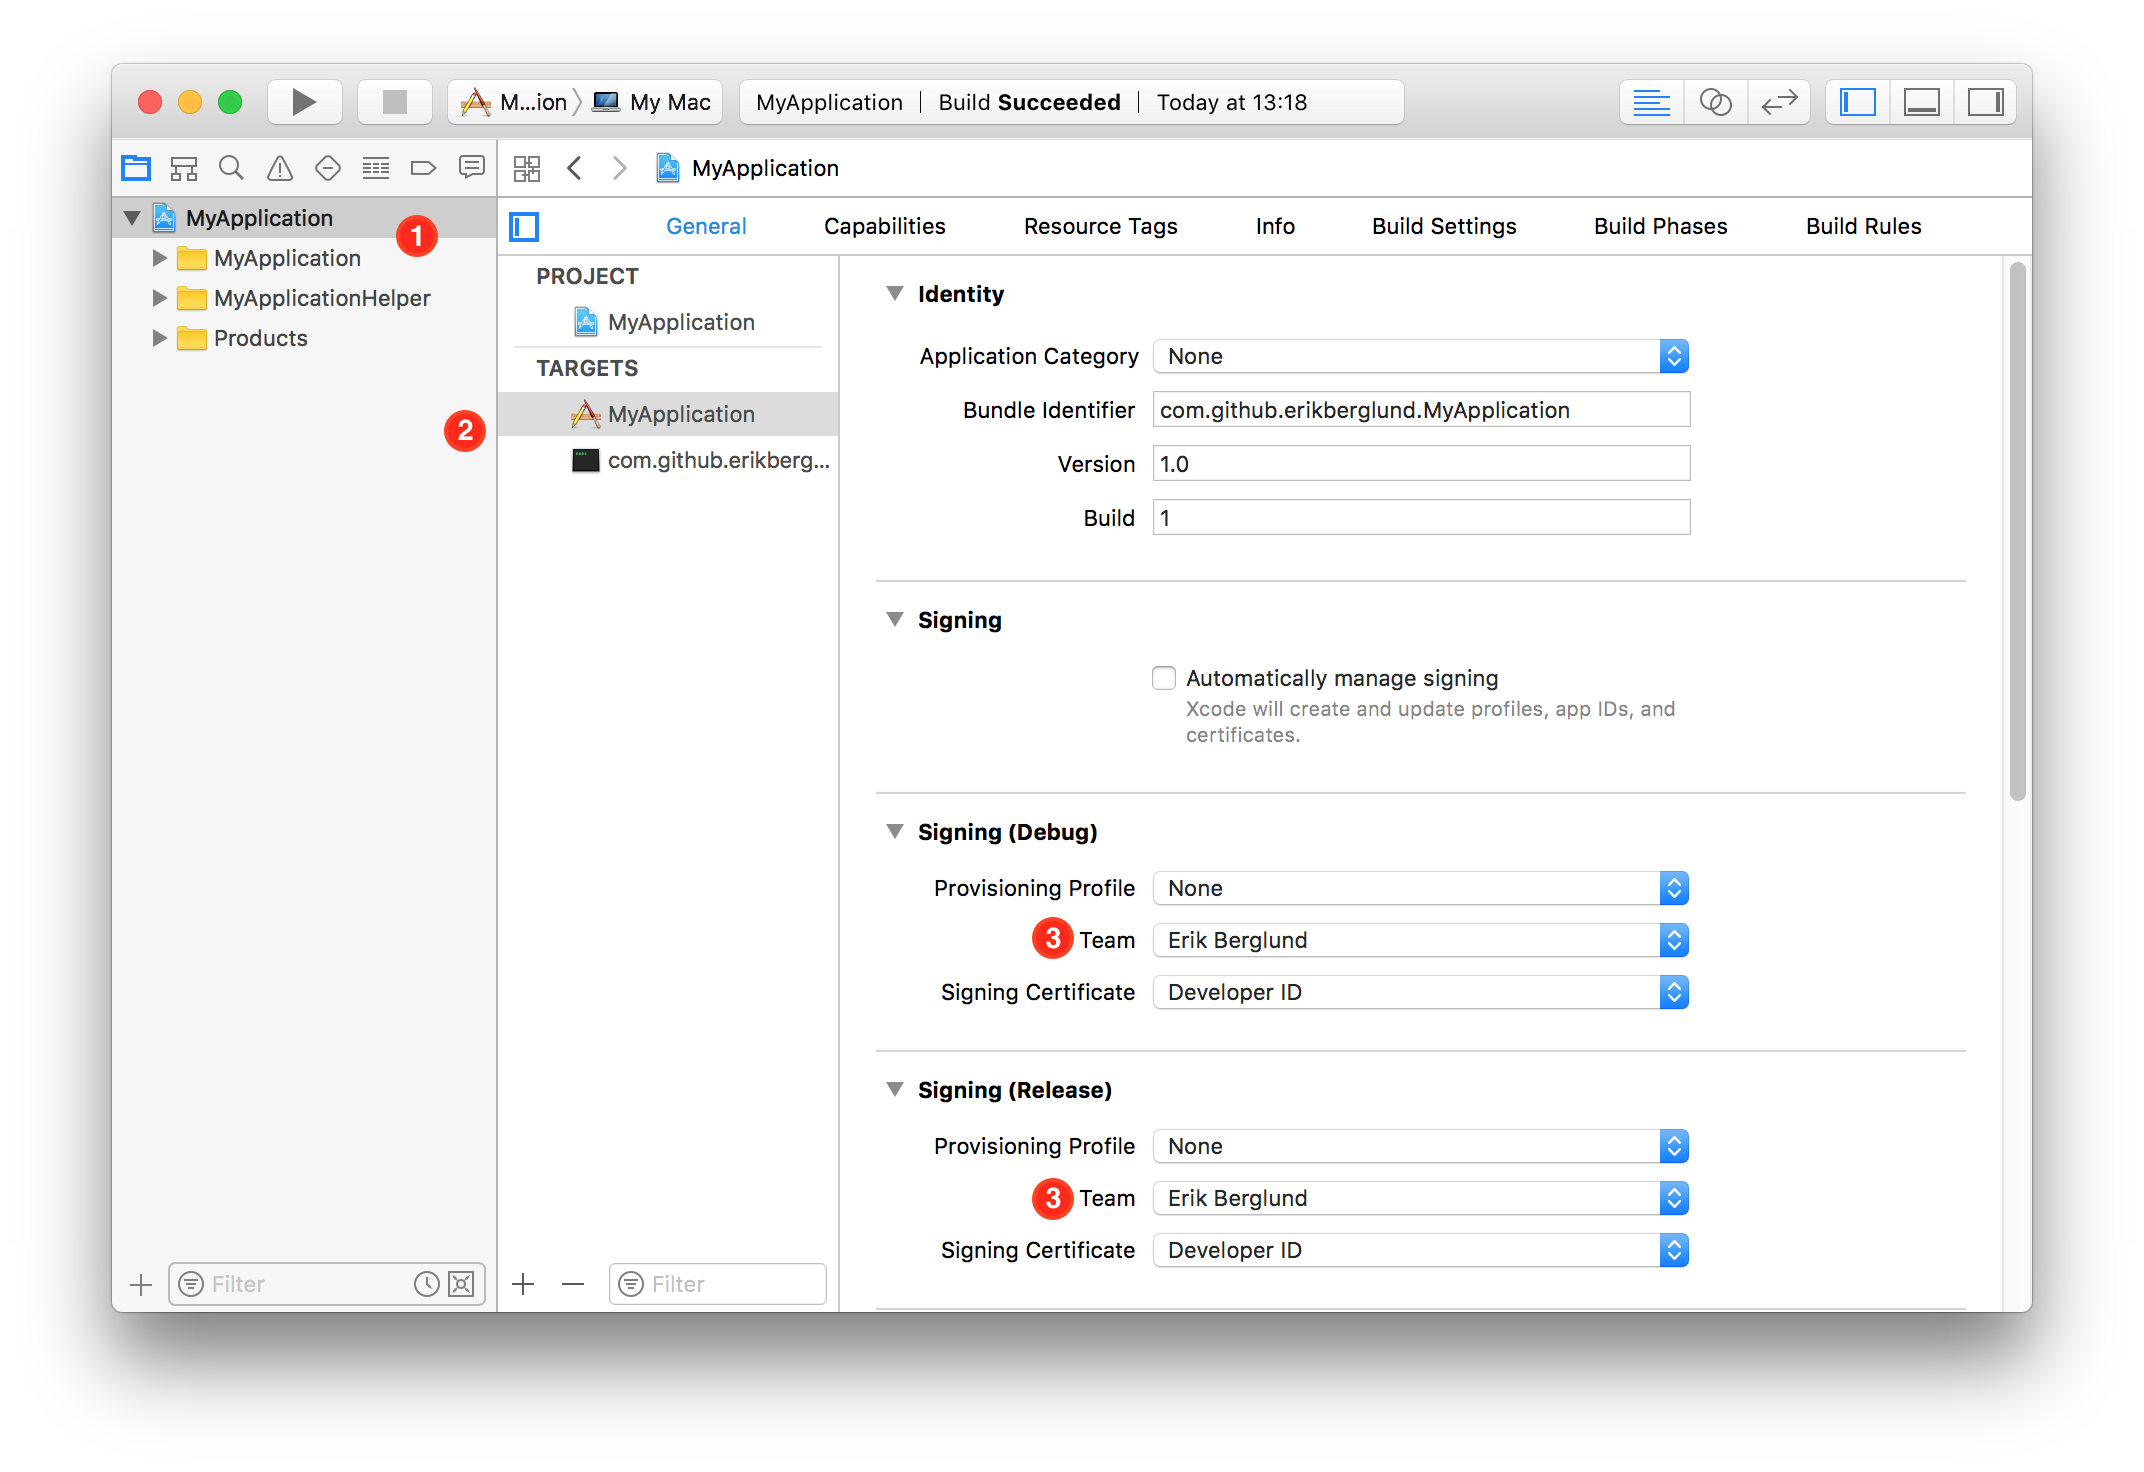 M...ion My Mac
MyApplication Build Succeeded Today at 13:18
MyApplication
MyApplication
1
MyApplication
MyApplicationHelper
Products
General Capabilities Resource Tags Info Build Settings Build Phases Build Rules
PROJECT
MyApplication
TARGETS
2
MyApplication
com.github.erikberg...
Identity
Application Category None
Bundle Identifier com.github.erikberglund.MyApplication
Version 1.0
Build 1
Signing
Automatically manage signing
Xcode will create and update profiles, app IDs, and
certificates.
Signing (Debug)
Provisioning Profile None
3 Team Erik Berglund
Signing Certificate Developer ID
Signing (Release)
Provisioning Profile None
3 Team Erik Berglund
Signing Certificate Developer ID
Filter
Filter